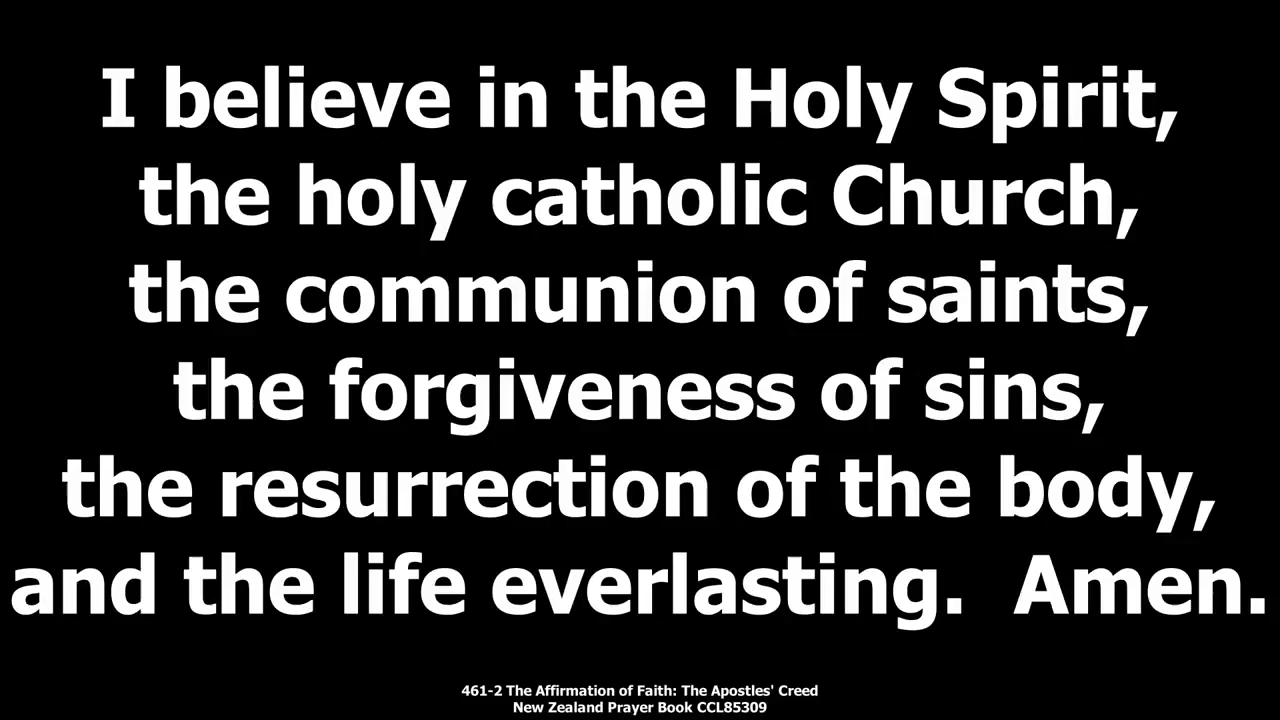 I believe in the Holy Spirit,
the holy catholic Church,
the communion of saints,
the forgiveness of sins,
the resurrection of the body,
and the life everlasting.  Amen.
461-2 The Affirmation of Faith: The Apostles' Creed
New Zealand Prayer Book CCL85309